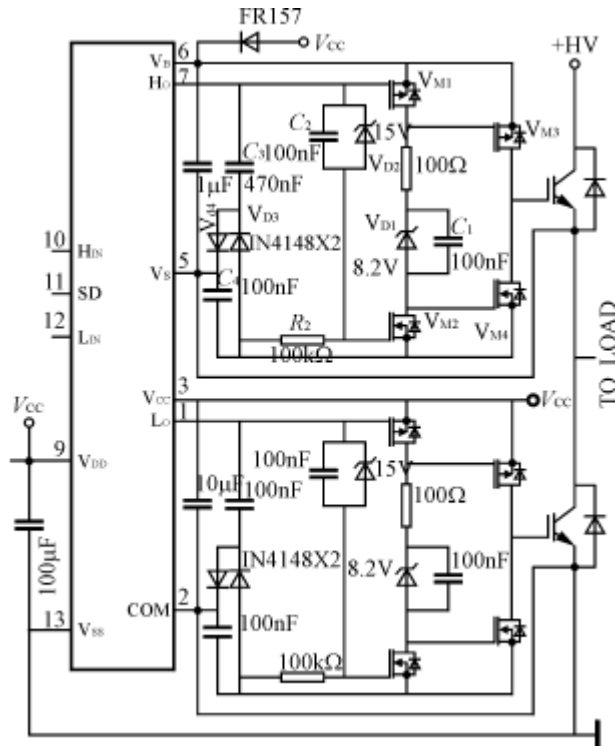 FR157
VCC
+HV
VB 6
HO 7
VM1
C2
100nF
15V
VM3
C3
1μF
470nF
VD2
100Ω
Vd4
VD3
VD1
C1
10 HIN
IN4148X2
100nF
VS 5
8.2V
11 SD
C4 100nF
12 LIN
R2
100kΩ
VM2
VM4
TO LOAD
VCC 3
VCC
LO 1
VCC
100nF
15V
9 VDD
10μF
100nF
100Ω
100μF
IN4148X2
8.2V
100nF
COM 2
13 VSS
100nF
100kΩ